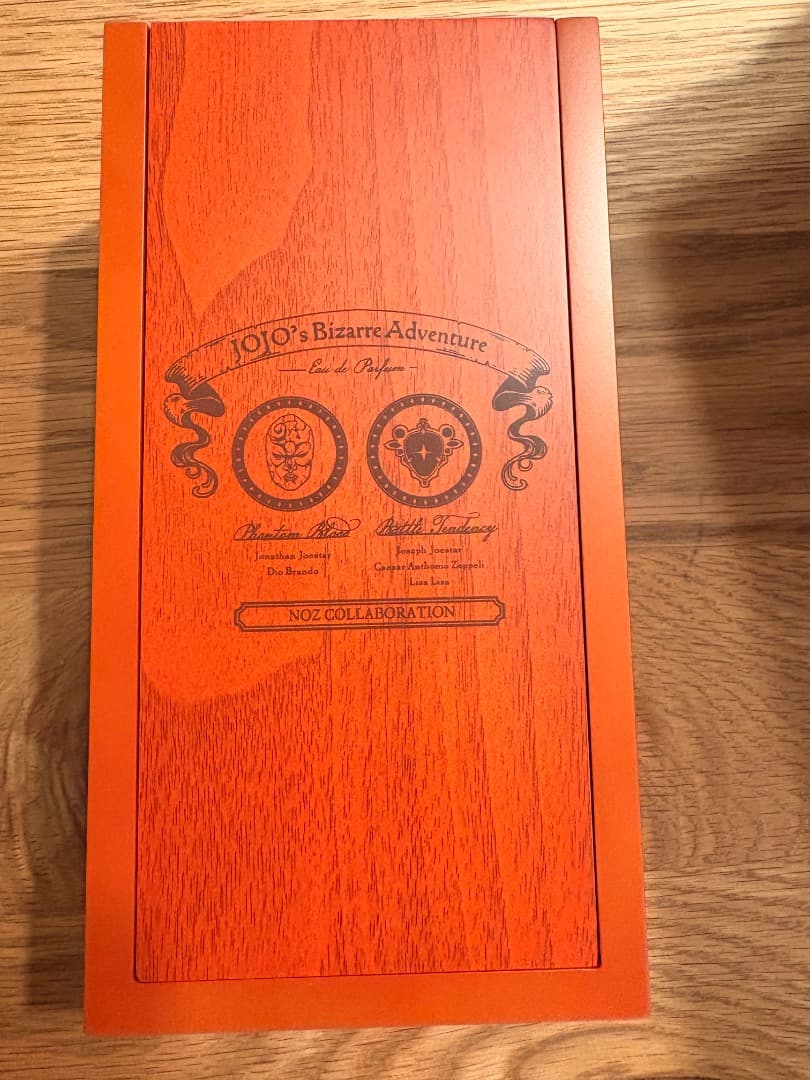 JOJO's Bizarre Adventure
Eau de Parfum
Phantom Blood
Jonathan Joestar
Dio Brando
Battle Tendency
Joseph Joestar
Caesar Anthonio Zeppeli
Lisa Lisa
NOZ COLLABORATION